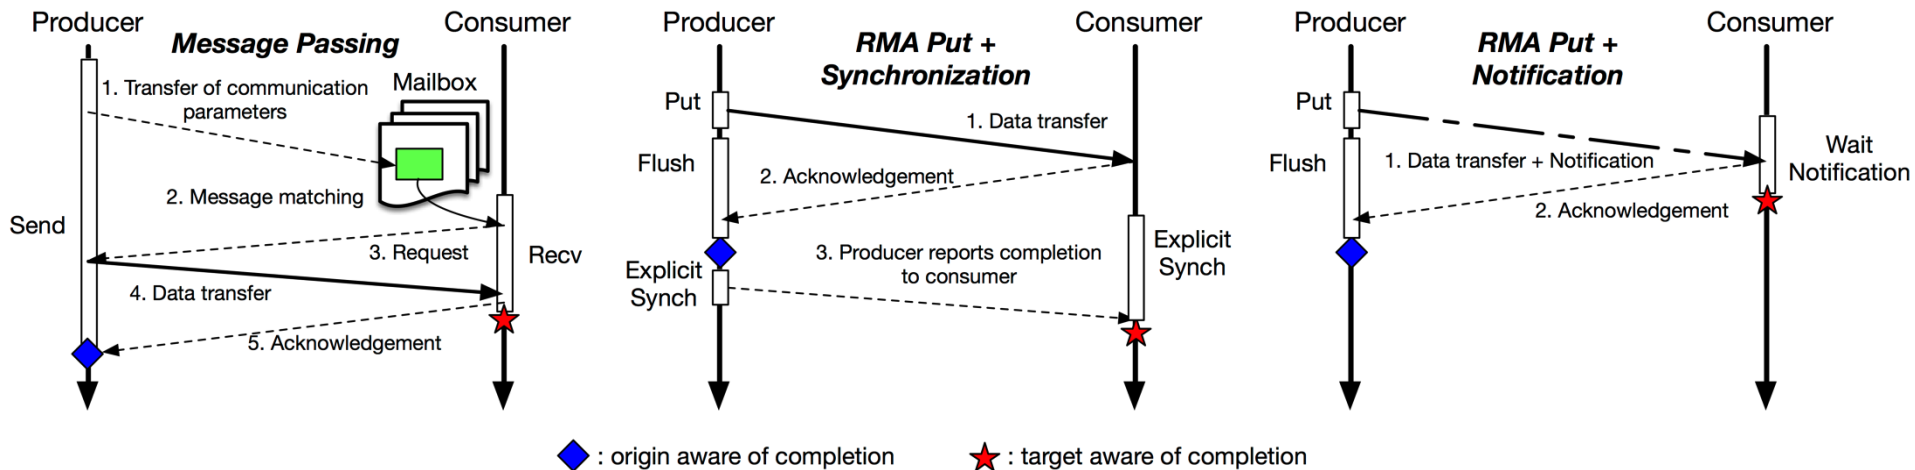 Producer
Consumer
Message Passing
1. Transfer of communication
parameters
Mailbox
2. Message matching
Send
3. Request
Recv
4. Data transfer
5. Acknowledgement
Producer
Consumer
RMA Put +
Synchronization
Put
1. Data transfer
Flush
2. Acknowledgement
Explicit
Synch
3. Producer reports completion
to consumer
Explicit
Synch
Producer
Consumer
RMA Put +
Notification
Put
Flush
1. Data transfer + Notification
Wait
Notification
2. Acknowledgement
: origin aware of completion
: target aware of completion